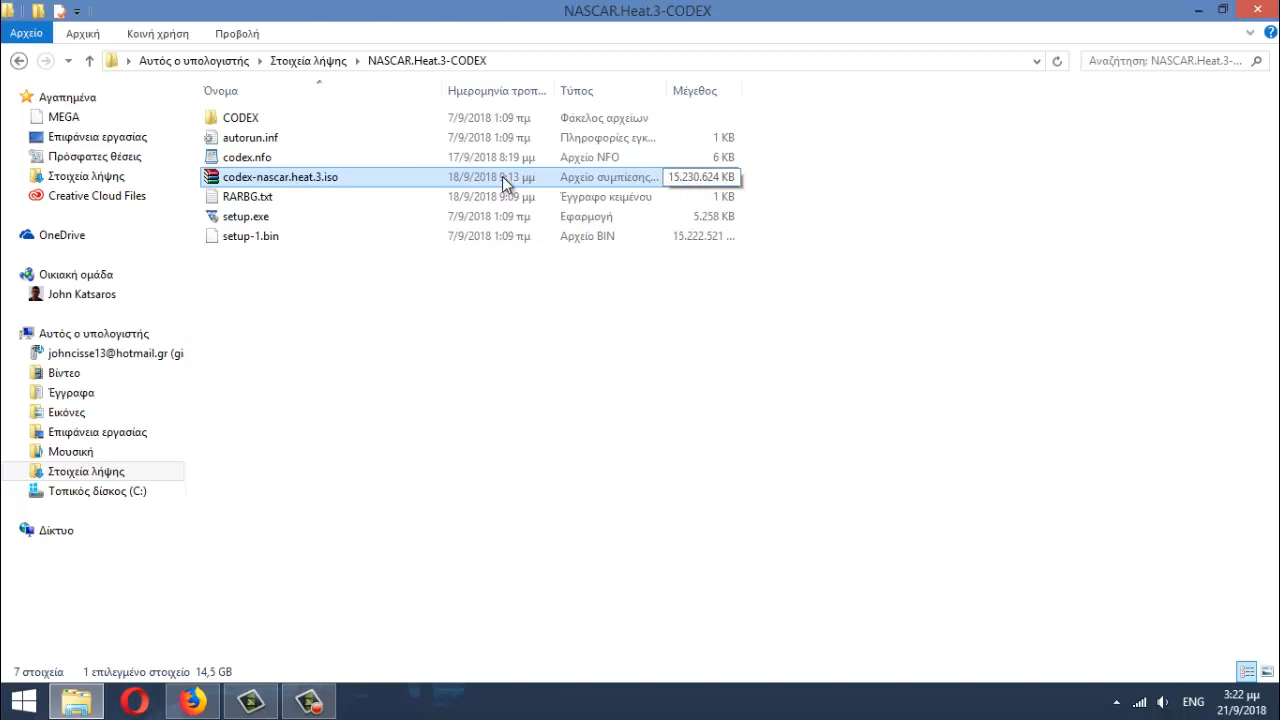 NASCAR.Heat.3-CODEX
Αρχείο Αρχική Κοινή χρήση Προβολή
Αυτός ο υπολογιστής Στοιχεία λήψης NASCAR.Heat.3-CODEX Αναζήτηση: NASCAR.Heat.3-...
Όνομα Ημερομηνία τροπ... Τύπος Μέγεθος
CODEX 7/9/2018 1:09 πμ Φάκελος αρχείων
autorun.inf 7/9/2018 1:09 πμ Πληροφορίες εγκ... 1 KB
codex.nfo 17/9/2018 8:19 μμ Αρχείο NFO 6 KB
codex-nascar.heat.3.iso 18/9/2018 9:13 μμ Αρχείο συμπίεσης... 15.230.624 KB
RARBG.txt 18/9/2018 9:09 μμ Έγγραφο κειμένου 1 KB
setup.exe 7/9/2018 1:09 πμ Εφαρμογή 5.258 KB
setup-1.bin 7/9/2018 1:09 πμ Αρχείο BIN 15.222.521 ...
Αγαπημένα
MEGA
Επιφάνεια εργασίας
Πρόσφατες θέσεις
Στοιχεία λήψης
Creative Cloud Files
OneDrive
Οικιακή ομάδα
John Katsaros
Αυτός ο υπολογιστής
johncisse13@hotmail.gr (gi
Βίντεο
Έγγραφα
Εικόνες
Επιφάνεια εργασίας
Μουσική
Στοιχεία λήψης
Τοπικός δίσκος (C:)
Δίκτυο
7 στοιχεία 1 επιλεγμένο στοιχείο 14,5 GB
ENG 3:22 μμ
21/9/2018